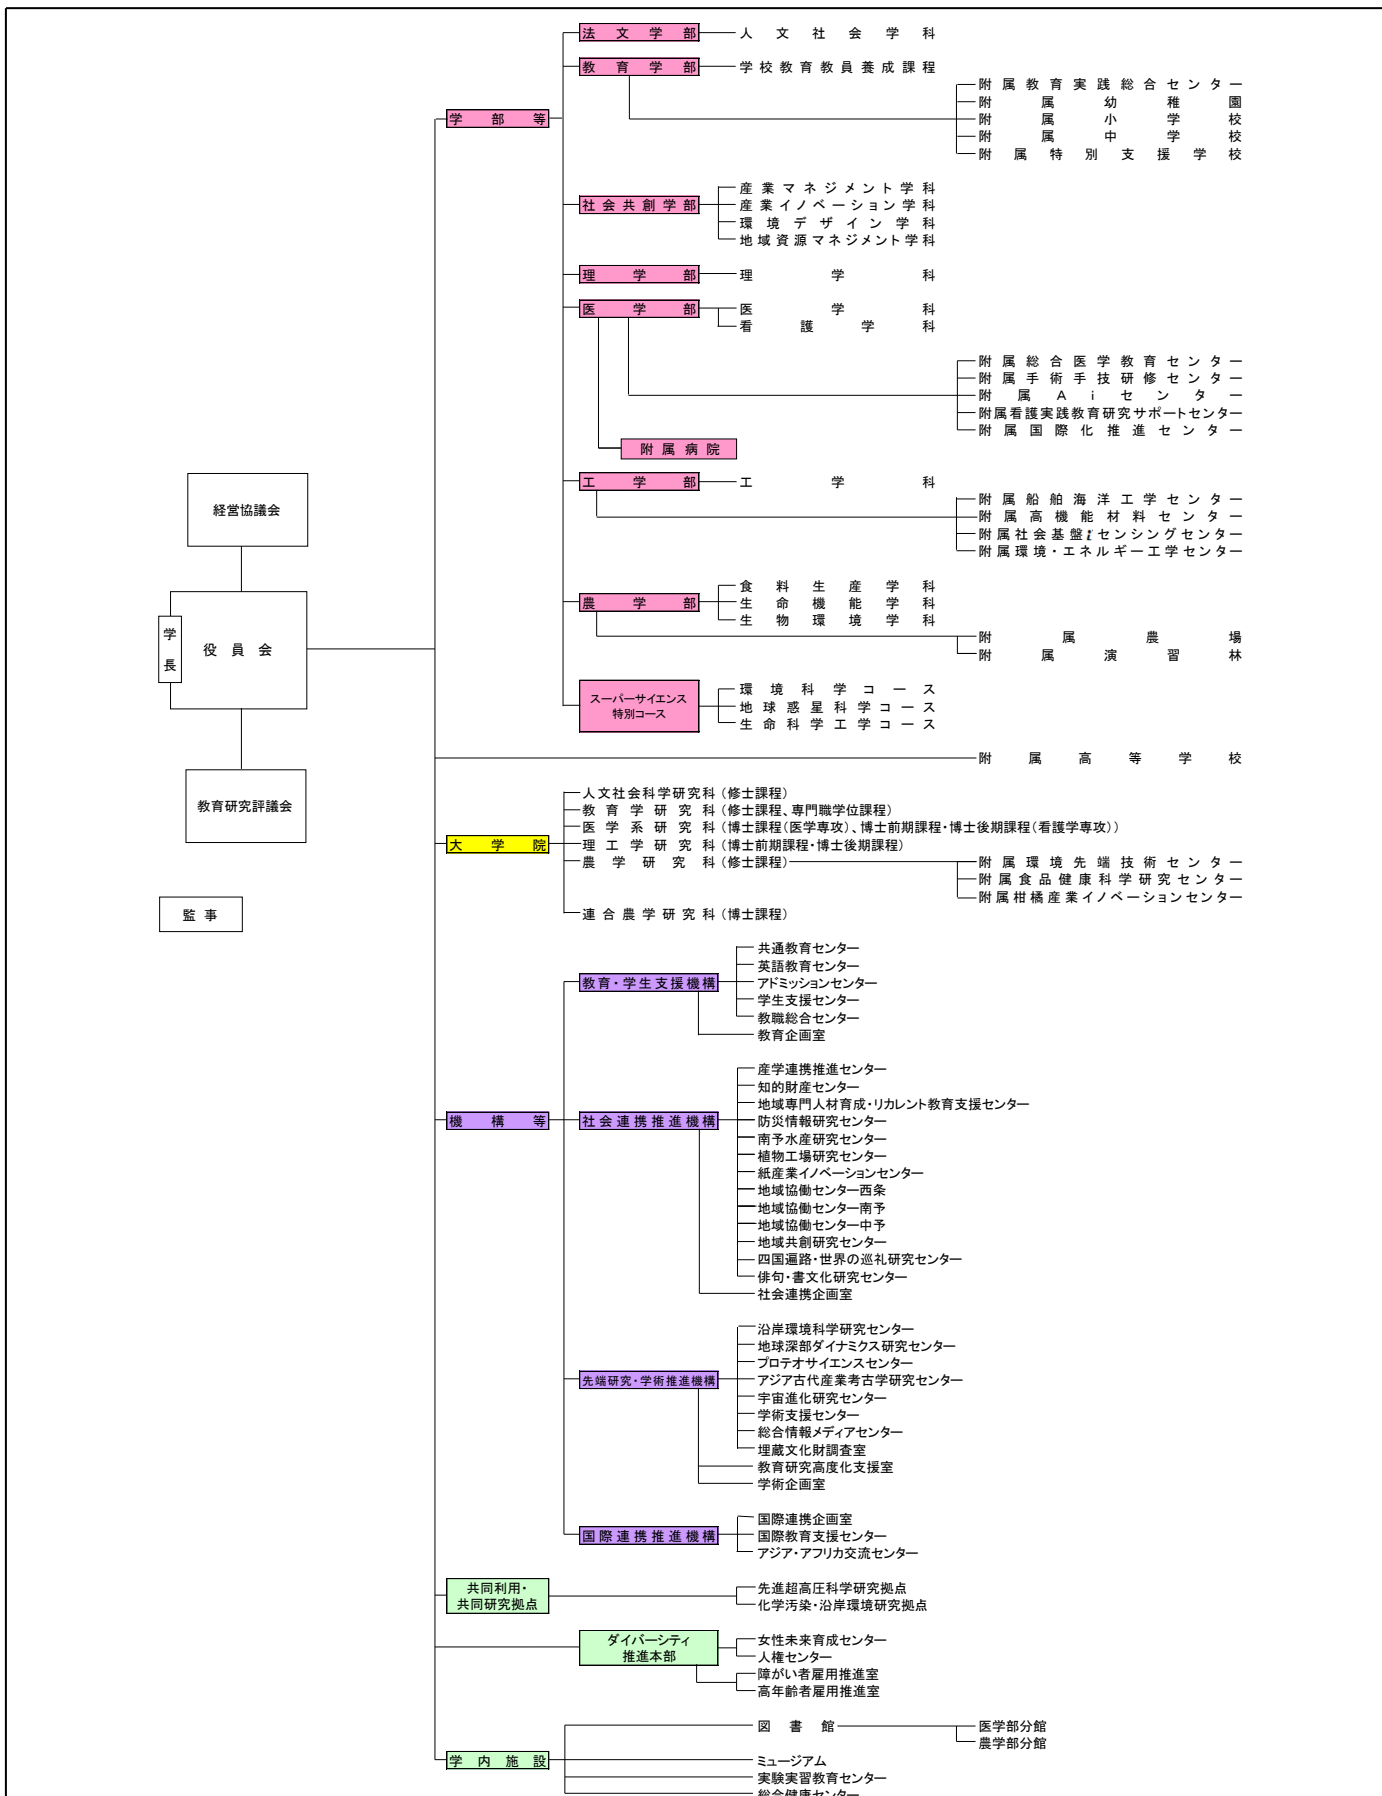 法文学部 人文社会学科
教育学部 学校教育教員養成課程
附属教育実践総合センター
附属幼稚園
学部等 附属小学校
附属中学校
附属特別支援学校
産業マネジメント学科
社会共創学部 産業イノベーション学科
環境デザイン学科
地域資源マネジメント学科
理学部 理学科
医学部 医学科
看護学科
附属総合医学教育センター
附属手術手技研修センター
附属Aiセンター
附属看護実践教育研究サポートセンター
附属国際化推進センター
附属病院
工学部 工学科
附属船舶海洋工学センター
経営協議会 附属高機能材料センター
附属社会基盤iセンシングセンター
附属環境・エネルギー工学センター
食料生産学科
農学部 生命機能学科
生物環境学科
学長 役員会 附属農場
附属演習林
スーパーサイエンス
特別コース
環境科学コース
地球惑星科学コース
生命科学工学コース
附属高等学校
教育研究評議会
人文社会科学研究科(修士課程)
教育学研究科(修士課程、専門職学位課程)
医学系研究科(博士課程(医学専攻)、博士前期課程・博士後期課程(看護学専攻))
大学院 理工学研究科(博士前期課程・博士後期課程)
農学研究科(修士課程) 附属環境先端技術センター
附属食品健康科学研究センター
附属柑橘産業イノベーションセンター
監事 連合農学研究科(博士課程)
共通教育センター
英語教育センター
教育・学生支援機構 アドミッションセンター
学生支援センター
教職総合センター
教育企画室
産学連携推進センター
知的財産センター
地域専門人材育成・リカレント教育支援センター
機構等 社会連携推進機構 防災情報研究センター
南予水産研究センター
植物工場研究センター
紙産業イノベーションセンター
地域協働センター西条
地域協働センター南予
地域協働センター中予
地域共創研究センター
四国遍路・世界の巡礼研究センター
俳句・書文化研究センター
社会連携企画室
沿岸環境科学研究センター
地球深部ダイナミクス研究センター
プロテオサイエンスセンター
先端研究・学術推進機構 アジア古代産業考古学研究センター
宇宙進化研究センター
学術支援センター
総合情報メディアセンター
埋蔵文化財調査室
教育研究高度化支援室
学術企画室
国際連携企画室
国際連携推進機構 国際教育支援センター
アジア・アフリカ交流センター
共同利用・
共同研究拠点
先進超高圧科学研究拠点
化学汚染・沿岸環境研究拠点
ダイバーシティ
推進本部
女性未来育成センター
人権センター
障がい者雇用推進室
高年齢者雇用推進室
図書館 医学部分館
農学部分館
学内施設 ミュージアム
実験実習教育センター
総合健康センター